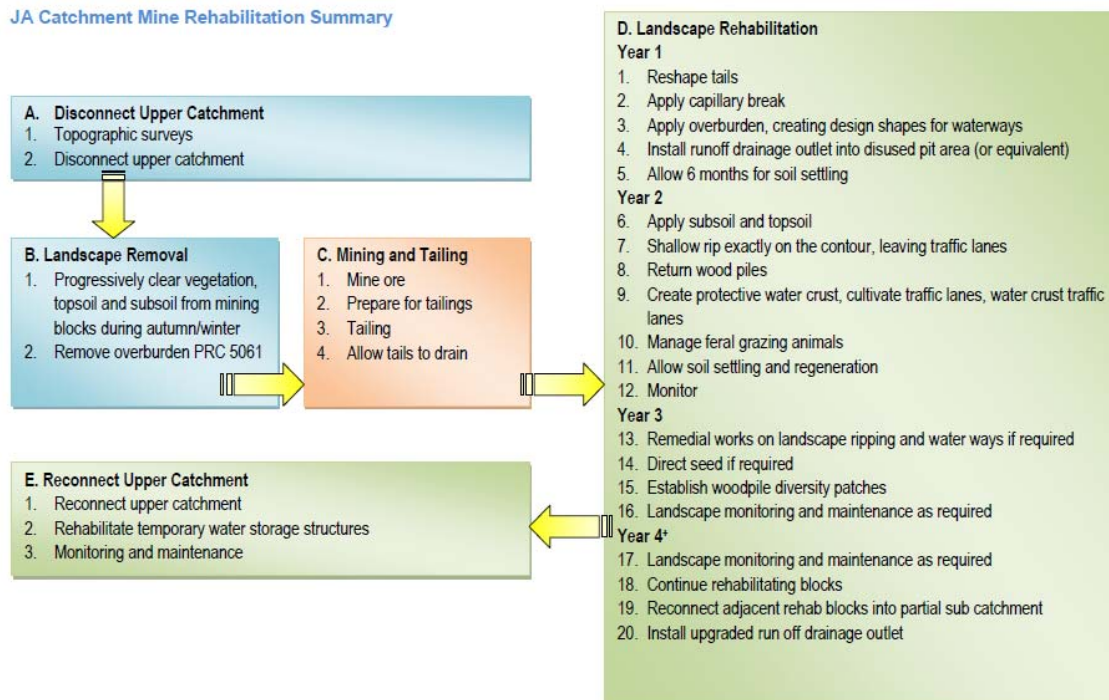 JA Catchment Mine Rehabilitation Summary
A. Disconnect Upper Catchment
1. Topographic surveys
2. Disconnect upper catchment
B. Landscape Removal
1. Progressively clear vegetation,
topsoil and subsoil from mining
blocks during autumn/winter
2. Remove overburden PRC 5061
C. Mining and Tailing
1. Mine ore
2. Prepare for tailings
3. Tailing
4. Allow tails to drain
D. Landscape Rehabilitation
Year 1
1. Reshape tails
2. Apply capillary break
3. Apply overburden, creating design shapes for waterways
4. Install runoff drainage outlet into disused pit area (or equivalent)
5. Allow 6 months for soil settling
Year 2
6. Apply subsoil and topsoil
7. Shallow rip exactly on the contour, leaving traffic lanes
8. Return wood piles
9. Create protective water crust, cultivate traffic lanes, water crust traffic
lanes
10. Manage feral grazing animals
11. Allow soil settling and regeneration
12. Monitor
Year 3
13. Remedial works on landscape ripping and water ways if required
14. Direct seed if required
15. Establish woodpile diversity patches
16. Landscape monitoring and maintenance as required
Year 4⁺
17. Landscape monitoring and maintenance as required
18. Continue rehabilitating blocks
19. Reconnect adjacent rehab blocks into partial sub catchment
20. Install upgraded run off drainage outlet
E. Reconnect Upper Catchment
1. Reconnect upper catchment
2. Rehabilitate temporary water storage structures
3. Monitoring and maintenance